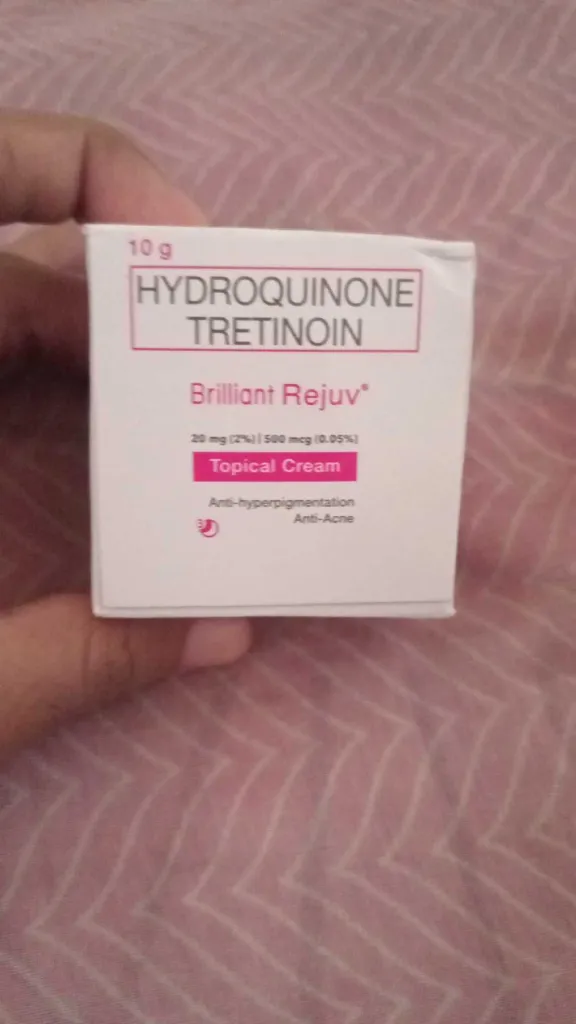 10 g
HYDROQUINONE
TRETINOIN
Brilliant Rejuv®
20 mg (2%) | 500 mcg (0.05%)
Topical Cream
Anti-hyperpigmentation
Anti-Acne